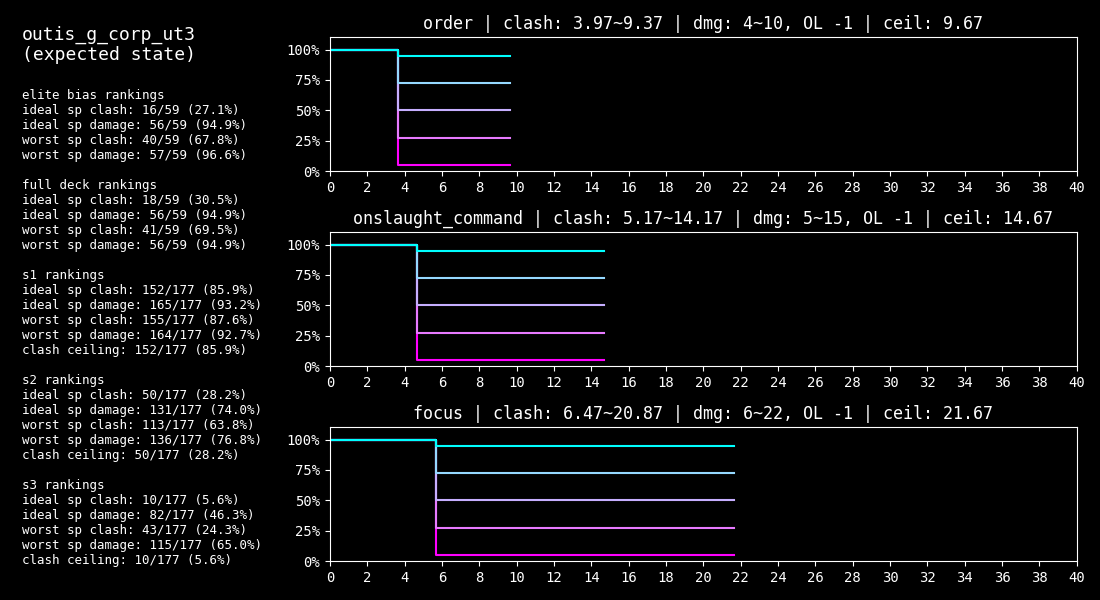 outis_g_corp_ut3
(expected state)
elite bias rankings
ideal sp clash: 16/59 (27.1%)
ideal sp damage: 56/59 (94.9%)
worst sp clash: 40/59 (67.8%)
worst sp damage: 57/59 (96.6%)
full deck rankings
ideal sp clash: 18/59 (30.5%)
ideal sp damage: 56/59 (94.9%)
worst sp clash: 41/59 (69.5%)
worst sp damage: 56/59 (94.9%)
s1 rankings
ideal sp clash: 152/177 (85.9%)
ideal sp damage: 165/177 (93.2%)
worst sp clash: 155/177 (87.6%)
worst sp damage: 164/177 (92.7%)
clash ceiling: 152/177 (85.9%)
s2 rankings
ideal sp clash: 50/177 (28.2%)
ideal sp damage: 131/177 (74.0%)
worst sp clash: 113/177 (63.8%)
worst sp damage: 136/177 (76.8%)
clash ceiling: 50/177 (28.2%)
s3 rankings
ideal sp clash: 10/177 (5.6%)
ideal sp damage: 82/177 (46.3%)
worst sp clash: 43/177 (24.3%)
worst sp damage: 115/177 (65.0%)
clash ceiling: 10/177 (5.6%)
order | clash: 3.97~9.37 | dmg: 4~10, OL -1 | ceil: 9.67
100%
75%
50%
25%
0%
0 2 4 6 8 10 12 14 16 18 20 22 24 26 28 30 32 34 36 38 40
onslaught_command | clash: 5.17~14.17 | dmg: 5~15, OL -1 | ceil: 14.67
100%
75%
50%
25%
0%
0 2 4 6 8 10 12 14 16 18 20 22 24 26 28 30 32 34 36 38 40
focus | clash: 6.47~20.87 | dmg: 6~22, OL -1 | ceil: 21.67
100%
75%
50%
25%
0%
0 2 4 6 8 10 12 14 16 18 20 22 24 26 28 30 32 34 36 38 40